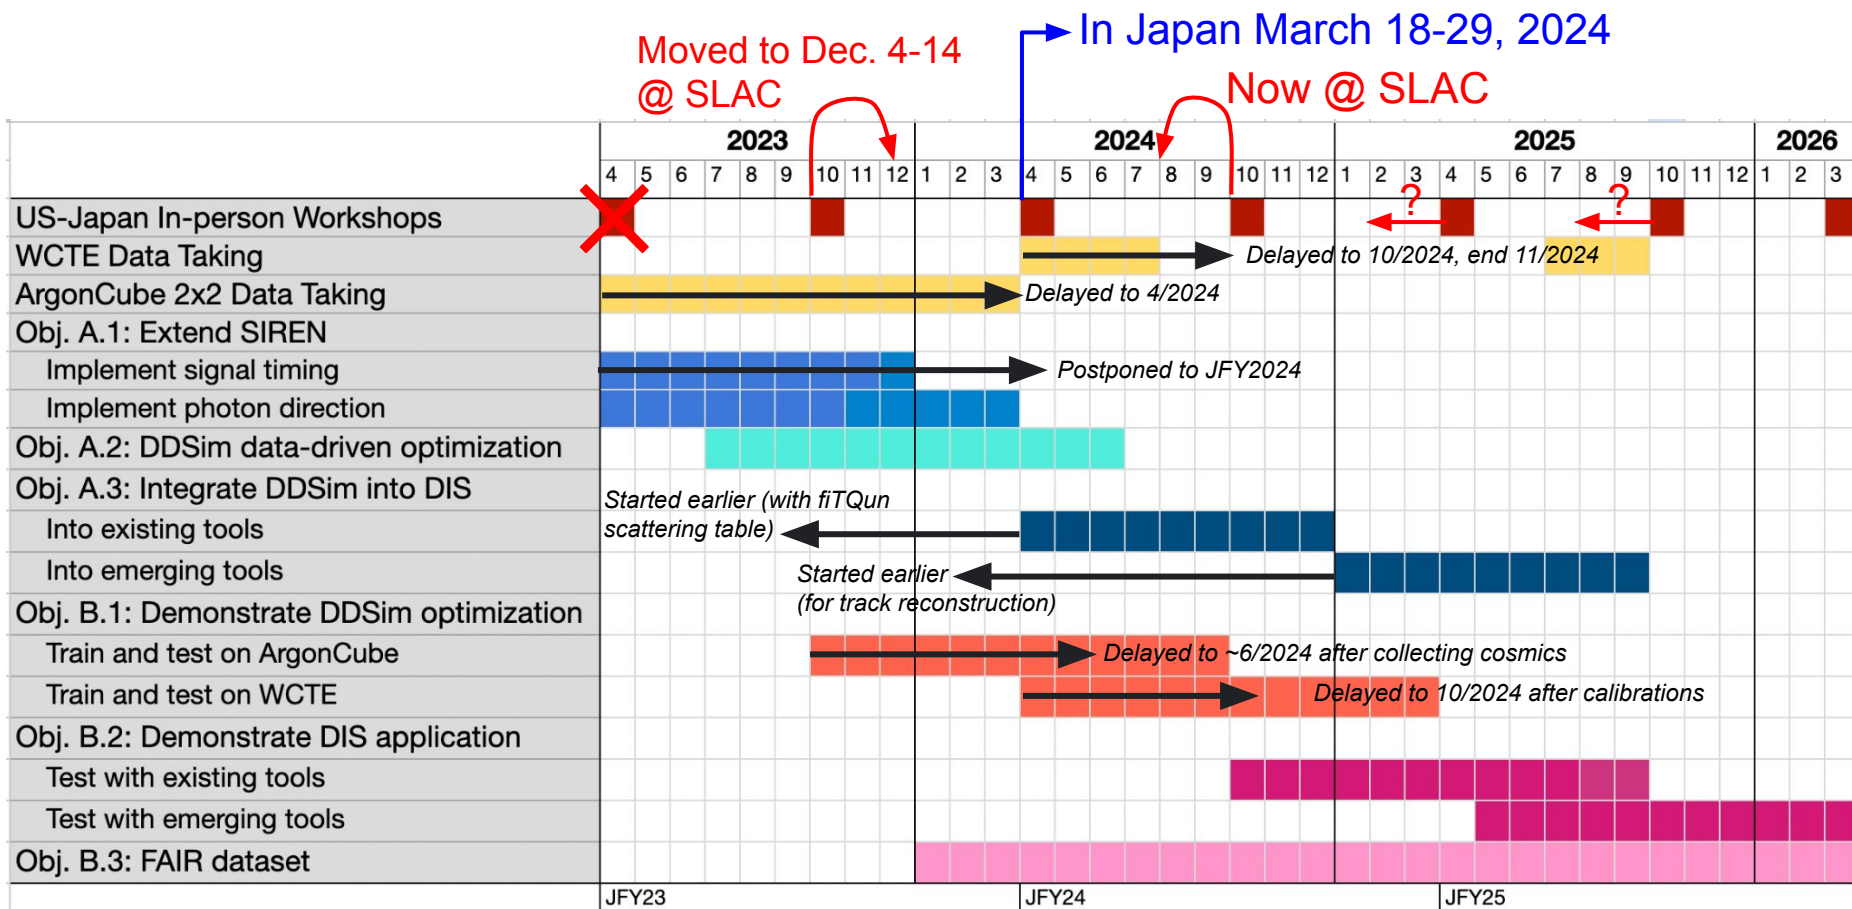 In Japan March 18-29, 2024
Moved to Dec. 4-14
@ SLAC
Now @ SLAC
2023 2024 2025 2026
4 5 6 7 8 9 10 11 12 1 2 3 4 5 6 7 8 9 10 11 12 1 2 3 4 5 6 7 8 9 10 11 12 1 2 3
US-Japan In-person Workshops ? ?
WCTE Data Taking Delayed to 10/2024, end 11/2024
ArgonCube 2x2 Data Taking Delayed to 4/2024
Obj. A.1: Extend SIREN
Implement signal timing Postponed to JFY2024
Implement photon direction
Obj. A.2: DDSim data-driven optimization
Obj. A.3: Integrate DDSim into DIS
Started earlier (with fiTQun
scattering table)
Into existing tools
Into emerging tools
Started earlier
(for track reconstruction)
Obj. B.1: Demonstrate DDSim optimization
Train and test on ArgonCube Delayed to ~6/2024 after collecting cosmics
Train and test on WCTE Delayed to 10/2024 after calibrations
Obj. B.2: Demonstrate DIS application
Test with existing tools
Test with emerging tools
Obj. B.3: FAIR dataset
JFY23 JFY24 JFY25